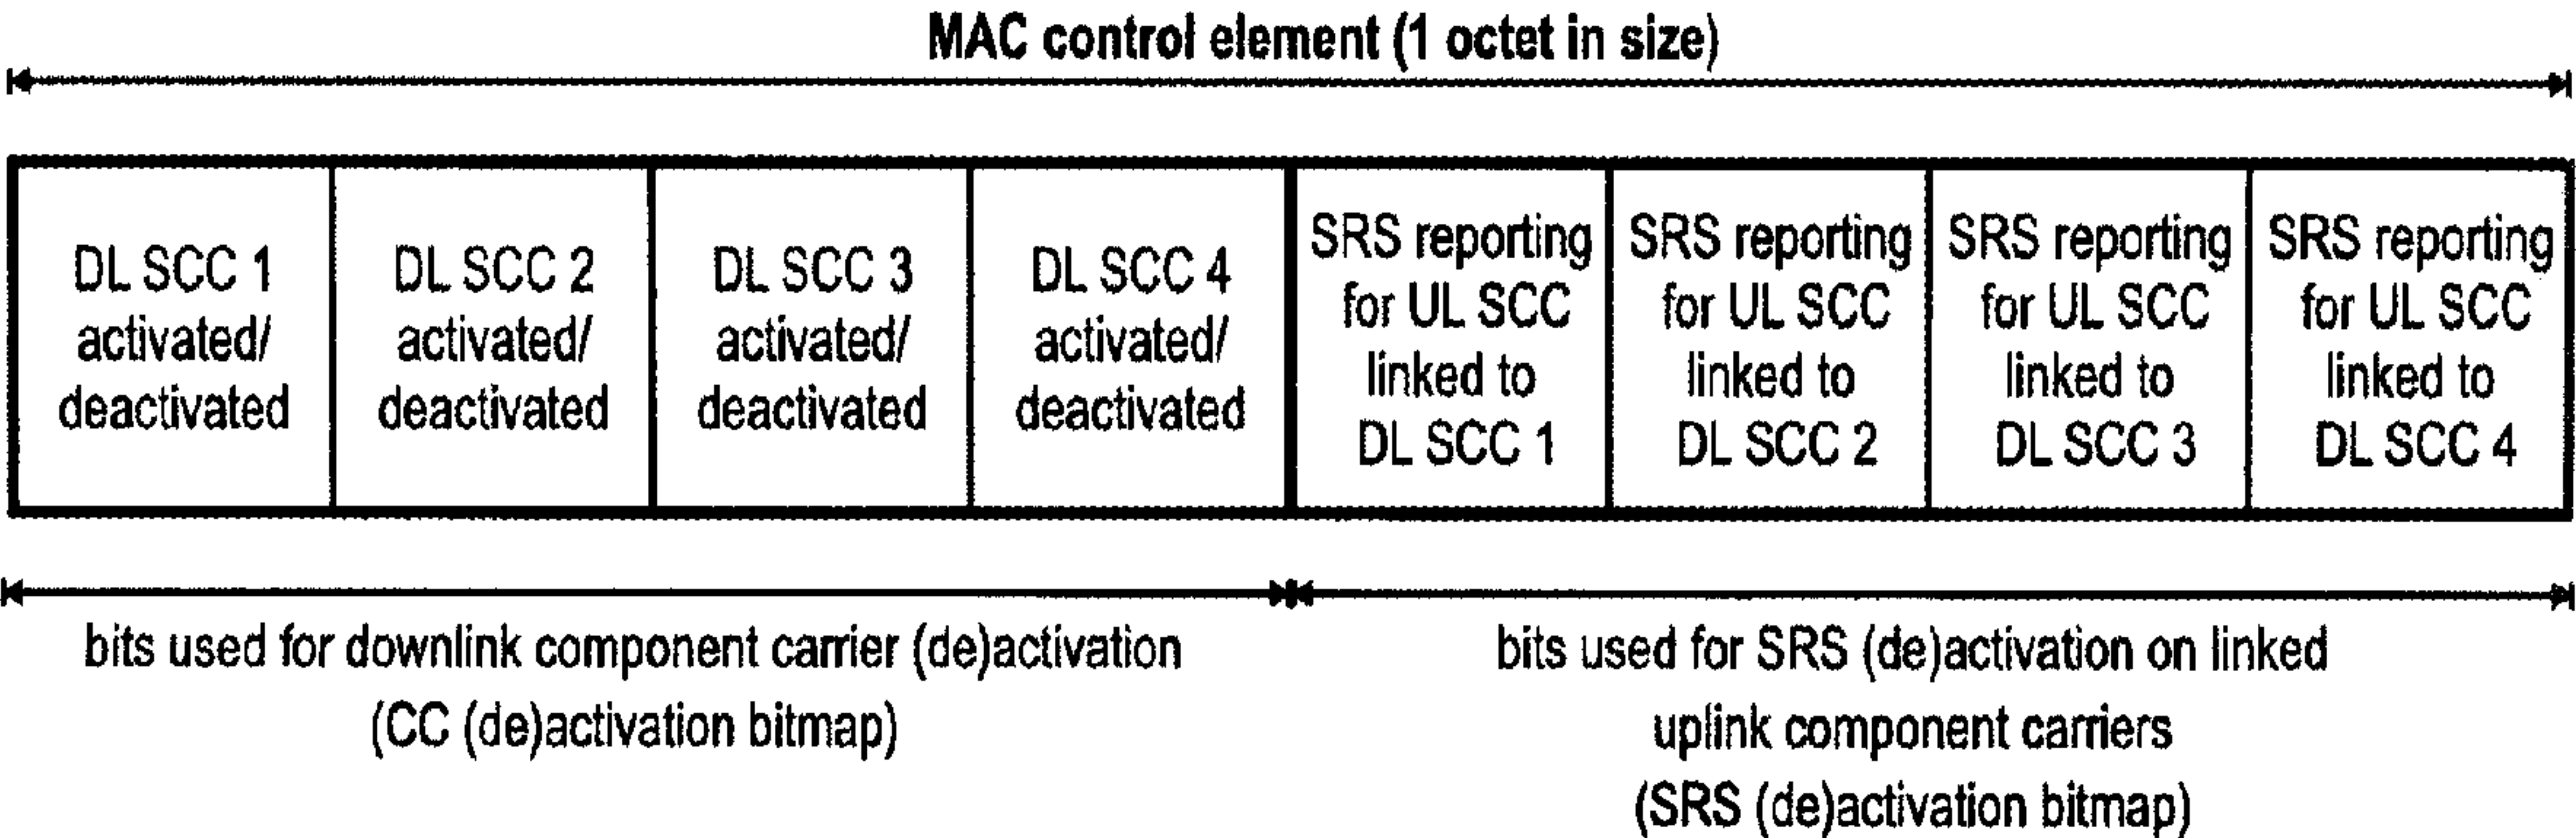 MAC control element (1 octet in size)
DL SCC 1
activated/
deactivated
DL SCC 2
activated/
deactivated
DL SCC 3
activated/
deactivated
DL SCC 4
activated/
deactivated
SRS reporting
for UL SCC
linked to
DL SCC 1
SRS reporting
for UL SCC
linked to
DL SCC 2
SRS reporting
for UL SCC
linked to
DL SCC 3
SRS reporting
for UL SCC
linked to
DL SCC 4
bits used for downlink component carrier (de)activation
(CC (de)activation bitmap)
bits used for SRS (de)activation on linked
uplink component carriers
(SRS (de)activation bitmap)